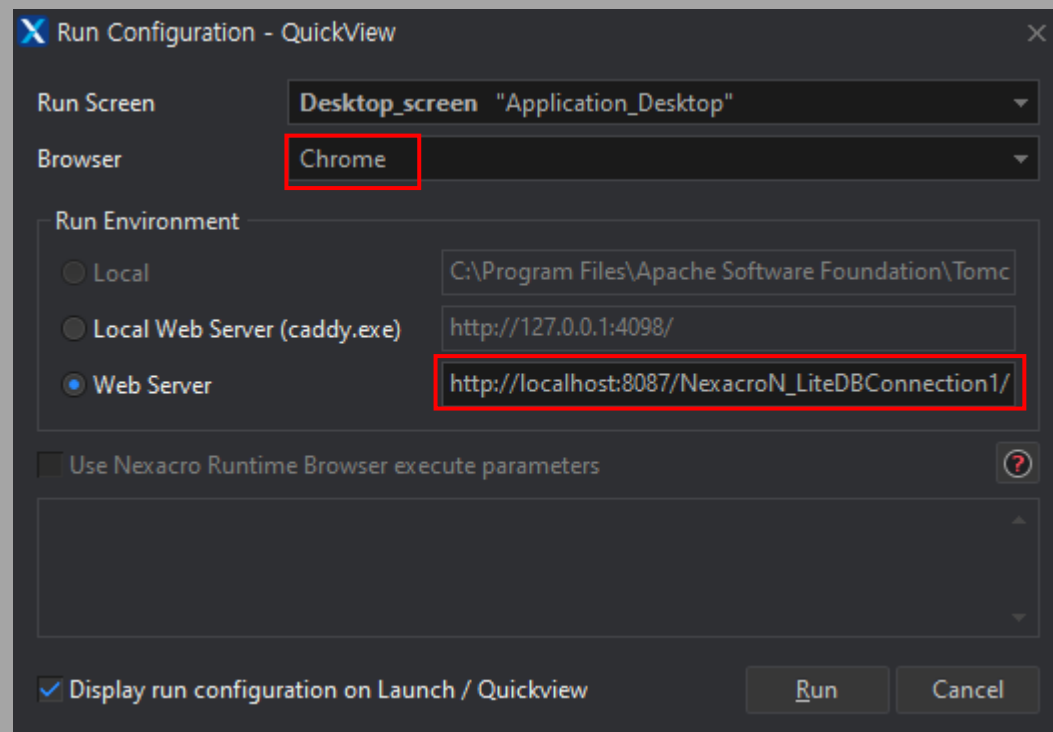 Run Configuration - QuickView
Run Screen Desktop_screen "Application_Desktop"
Browser Chrome
Run Environment
Local C:\Program Files\Apache Software Foundation\Tomc
Local Web Server (caddy.exe) http://127.0.0.1:4098/
Web Server http://localhost:8087/NexacroN_LiteDBConnection1/
Use Nexacro Runtime Browser execute parameters ?
Display run configuration on Launch / Quickview Run Cancel